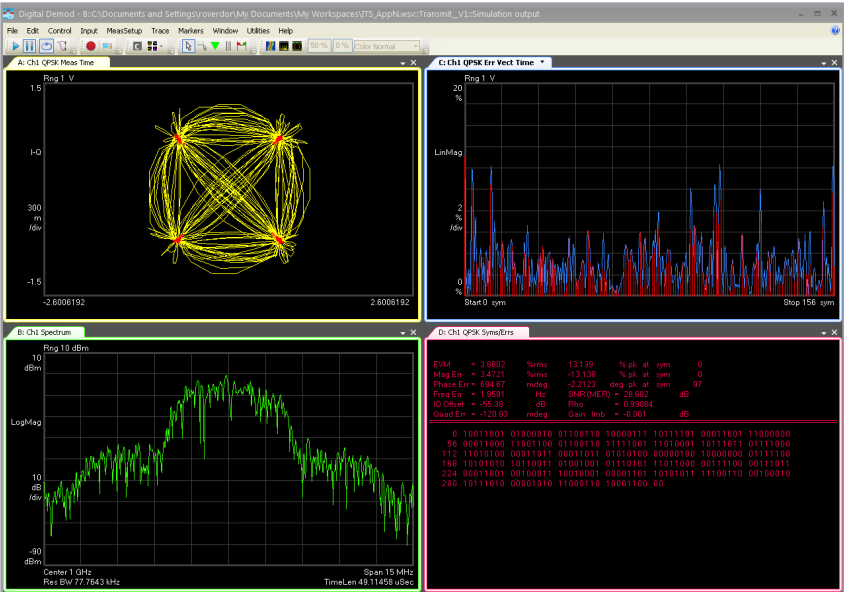 Digital Demod - B:C:\Documents and Settings\roverdor\My Documents\My Workspaces\ITS_AppN.wsv::Transmit_V1::Simulation output
File Edit Control Input MeasSetup Trace Markers Window Utilities Help
50 % 0 % Color Normal
A: Ch1 QPSK Meas Time
Rng 1 V
1.5
I-Q
300
m
/div
-1.5
-2.6006192 2.6006192
C: Ch1 QPSK Err Vect Time
Rng 1 V
20
%
LinMag
2
%
/div
0
%
Start 0 sym Stop 156 sym
B: Ch1 Spectrum
Rng 10 dBm
10
dBm
LogMag
10
dB
/div
-90
dBm
Center 1 GHz Span 15 MHz
Res BW 77.7643 kHz TimeLen 49.11458 uSec
D: Ch1 QPSK Syms/Errs
EVM = 3.6802 %rms 13.139 % pk at sym 0
Mag Err = 3.4721 %rms -13.138 % pk at sym 0
Phase Err = 694.67 mdeg -2.2123 deg pk at sym 97
Freq Err = 1.9581 Hz SNR(MER) = 28.682 dB
IQ Offset = -55.38 dB Rho = 0.99864
Quad Err = -120.93 mdeg Gain Imb = -0.001 dB
0 10011001 01000010 01100110 10000111 10111101 00011001 11000000
56 00011000 11001100 01100110 11111001 11010001 10111011 01111000
112 11010100 00011011 00011011 01010100 00000100 10000000 01111100
168 10101010 10110011 01001001 01110101 11011000 00111100 00111011
224 00011001 00100011 10010001 00001101 10101011 11100110 00100010
280 10111010 00001010 11000110 10001100 00